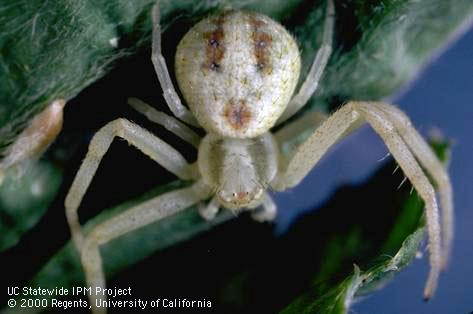 UC Statewide IPM Project
© 2000 Regents, University of California